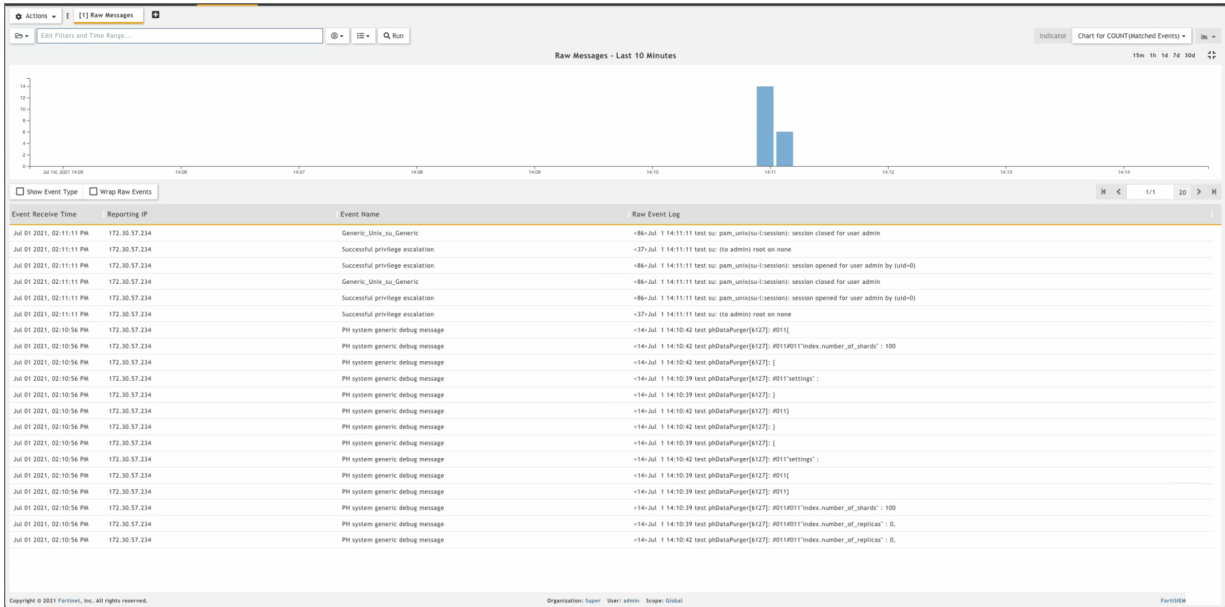 Actions
[1] Raw Messages
Edit Filters and Time Range...
Run
Indicator
Chart for COUNT(Matched Events)
Raw Messages - Last 10 Minutes
15m 1h 1d 7d 30d
14
12
10
8
6
4
2
0
Jul 1st, 2021 14:05 14:06 14:07 14:08 14:09 14:10 14:11 14:12 14:13 14:14
Show Event Type Wrap Raw Events
1/1 20
Event Receive Time Reporting IP Event Name Raw Event Log
Jul 01 2021, 02:11:11 PM 172.30.57.234 Generic_Unix_su_Generic <86>Jul 1 14:11:11 test su: pam_unix(su-l:session): session closed for user admin
Jul 01 2021, 02:11:11 PM 172.30.57.234 Successful privilege escalation <37>Jul 1 14:11:11 test su: (to admin) root on none
Jul 01 2021, 02:11:11 PM 172.30.57.234 Successful privilege escalation <86>Jul 1 14:11:11 test su: pam_unix(su-l:session): session opened for user admin by (uid=0)
Jul 01 2021, 02:11:11 PM 172.30.57.234 Generic_Unix_su_Generic <86>Jul 1 14:11:11 test su: pam_unix(su-l:session): session closed for user admin
Jul 01 2021, 02:11:11 PM 172.30.57.234 Successful privilege escalation <86>Jul 1 14:11:11 test su: pam_unix(su-l:session): session opened for user admin by (uid=0)
Jul 01 2021, 02:11:11 PM 172.30.57.234 Successful privilege escalation <37>Jul 1 14:11:11 test su: (to admin) root on none
Jul 01 2021, 02:10:56 PM 172.30.57.234 PH system generic debug message <14>Jul 1 14:10:42 test phDataPurger[6127]: #011{
Jul 01 2021, 02:10:56 PM 172.30.57.234 PH system generic debug message <14>Jul 1 14:10:42 test phDataPurger[6127]: #011#011"index.number_of_shards" : 100
Jul 01 2021, 02:10:56 PM 172.30.57.234 PH system generic debug message <14>Jul 1 14:10:42 test phDataPurger[6127]: {
Jul 01 2021, 02:10:56 PM 172.30.57.234 PH system generic debug message <14>Jul 1 14:10:39 test phDataPurger[6127]: #011"settings" :
Jul 01 2021, 02:10:56 PM 172.30.57.234 PH system generic debug message <14>Jul 1 14:10:39 test phDataPurger[6127]: }
Jul 01 2021, 02:10:56 PM 172.30.57.234 PH system generic debug message <14>Jul 1 14:10:42 test phDataPurger[6127]: #011}
Jul 01 2021, 02:10:56 PM 172.30.57.234 PH system generic debug message <14>Jul 1 14:10:42 test phDataPurger[6127]: }
Jul 01 2021, 02:10:56 PM 172.30.57.234 PH system generic debug message <14>Jul 1 14:10:39 test phDataPurger[6127]: {
Jul 01 2021, 02:10:56 PM 172.30.57.234 PH system generic debug message <14>Jul 1 14:10:42 test phDataPurger[6127]: #011"settings" :
Jul 01 2021, 02:10:56 PM 172.30.57.234 PH system generic debug message <14>Jul 1 14:10:39 test phDataPurger[6127]: #011{
Jul 01 2021, 02:10:56 PM 172.30.57.234 PH system generic debug message <14>Jul 1 14:10:39 test phDataPurger[6127]: #011}
Jul 01 2021, 02:10:56 PM 172.30.57.234 PH system generic debug message <14>Jul 1 14:10:39 test phDataPurger[6127]: #011#011"index.number_of_shards" : 100
Jul 01 2021, 02:10:56 PM 172.30.57.234 PH system generic debug message <14>Jul 1 14:10:39 test phDataPurger[6127]: #011#011"index.number_of_replicas" : 0,
Jul 01 2021, 02:10:56 PM 172.30.57.234 PH system generic debug message <14>Jul 1 14:10:42 test phDataPurger[6127]: #011#011"index.number_of_replicas" : 0,
Copyright © 2021 Fortinet, Inc. All rights reserved. Organization: Super User: admin Scope: Global FortiSIEM